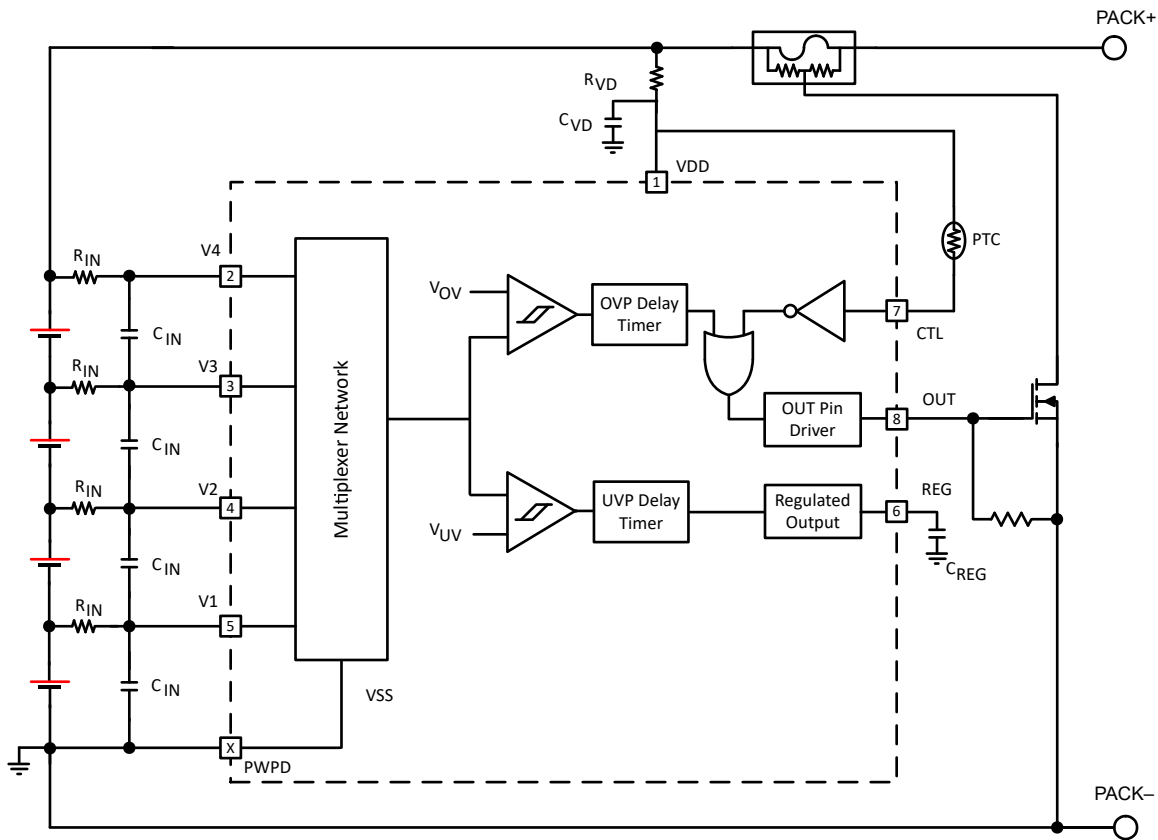 PACK+
RVD
CVD
VDD
1
PTC
RIN
V4
2
VOV
OVP Delay
Timer
7
CTL
CIN
RIN
V3
3
Multiplexer Network
OUT Pin
Driver
OUT
8
CIN
RIN
V2
4
VUV
UVP Delay
Timer
Regulated
Output
REG
6
CREG
CIN
RIN
V1
5
CIN
VSS
X
PWPD
PACK–